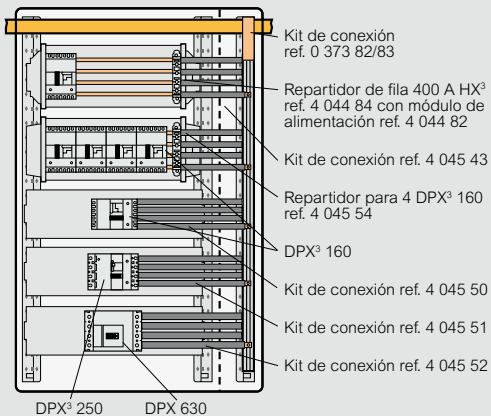 Kit de conexión
ref. 0 373 82/83
Repartidor de fila 400 A HX³
ref. 4 044 84 con módulo de
alimentación ref. 4 044 82
Kit de conexión ref. 4 045 43
Repartidor para 4 DPX³ 160
ref. 4 045 54
DPX³ 160
Kit de conexión ref. 4 045 50
Kit de conexión ref. 4 045 51
Kit de conexión ref. 4 045 52
DPX³ 250
DPX 630